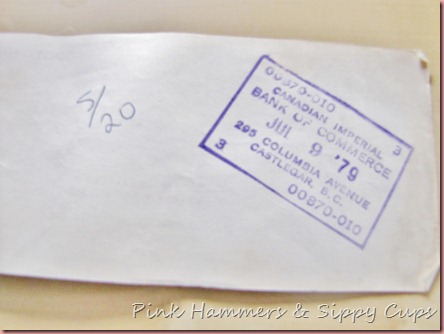 5/20
00870-010
CANADIAN IMPERIAL
BANK OF COMMERCE
JUL 9 '79
295 COLUMBIA AVENUE
CASTLEGAR, B.C.
3 3
00870-010
Pink Hammers & Sippy Cups